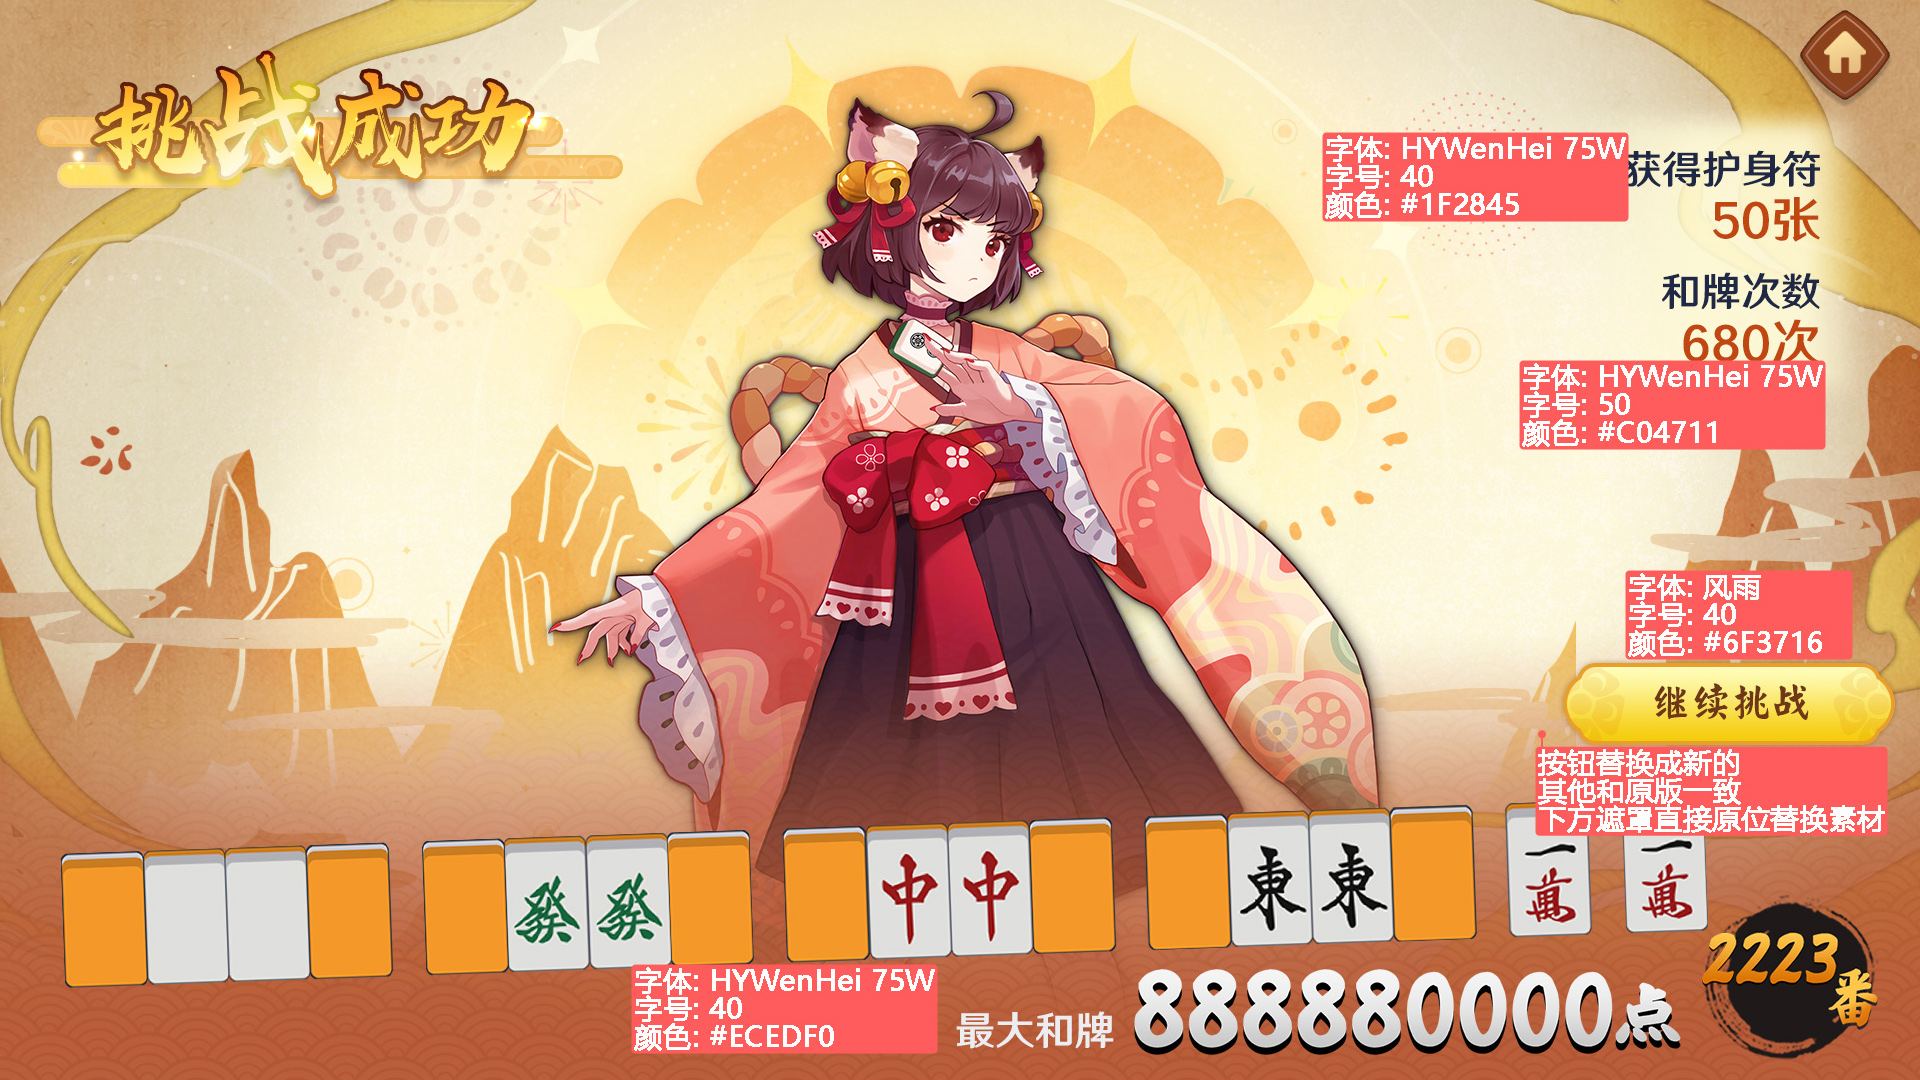 挑战成功
字体: HYWenHei 75W
字号: 40
颜色: #1F2845
获得护身符
50张
和牌次数
680次
字体: HYWenHei 75W
字号: 50
颜色: #C04711
字体: 风雨
字号: 40
颜色: #6F3716
继续挑战
按钮替换成新的
其他和原版一致
下方遮罩直接原位替换素材
發 發
中 中
東 東
一萬 一萬
2223番
字体: HYWenHei 75W
字号: 40
颜色: #ECEDF0
最大和牌 888880000点